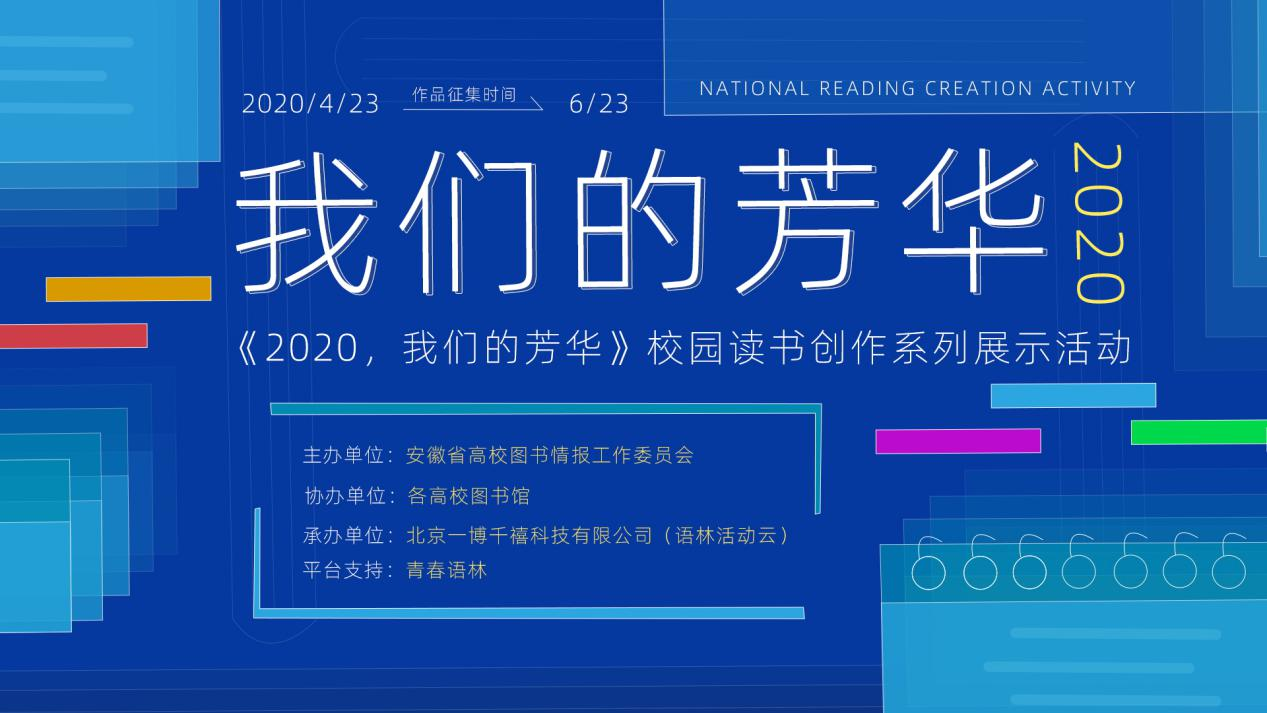 2020/4/23 作品征集时间 6/23
NATIONAL READING CREATION ACTIVITY
我们的芳华
2020
《2020，我们的芳华》校园读书创作系列展示活动
主办单位：安徽省高校图书情报工作委员会
协办单位：各高校图书馆
承办单位：北京一博千禧科技有限公司（语林活动云）
平台支持：青春语林